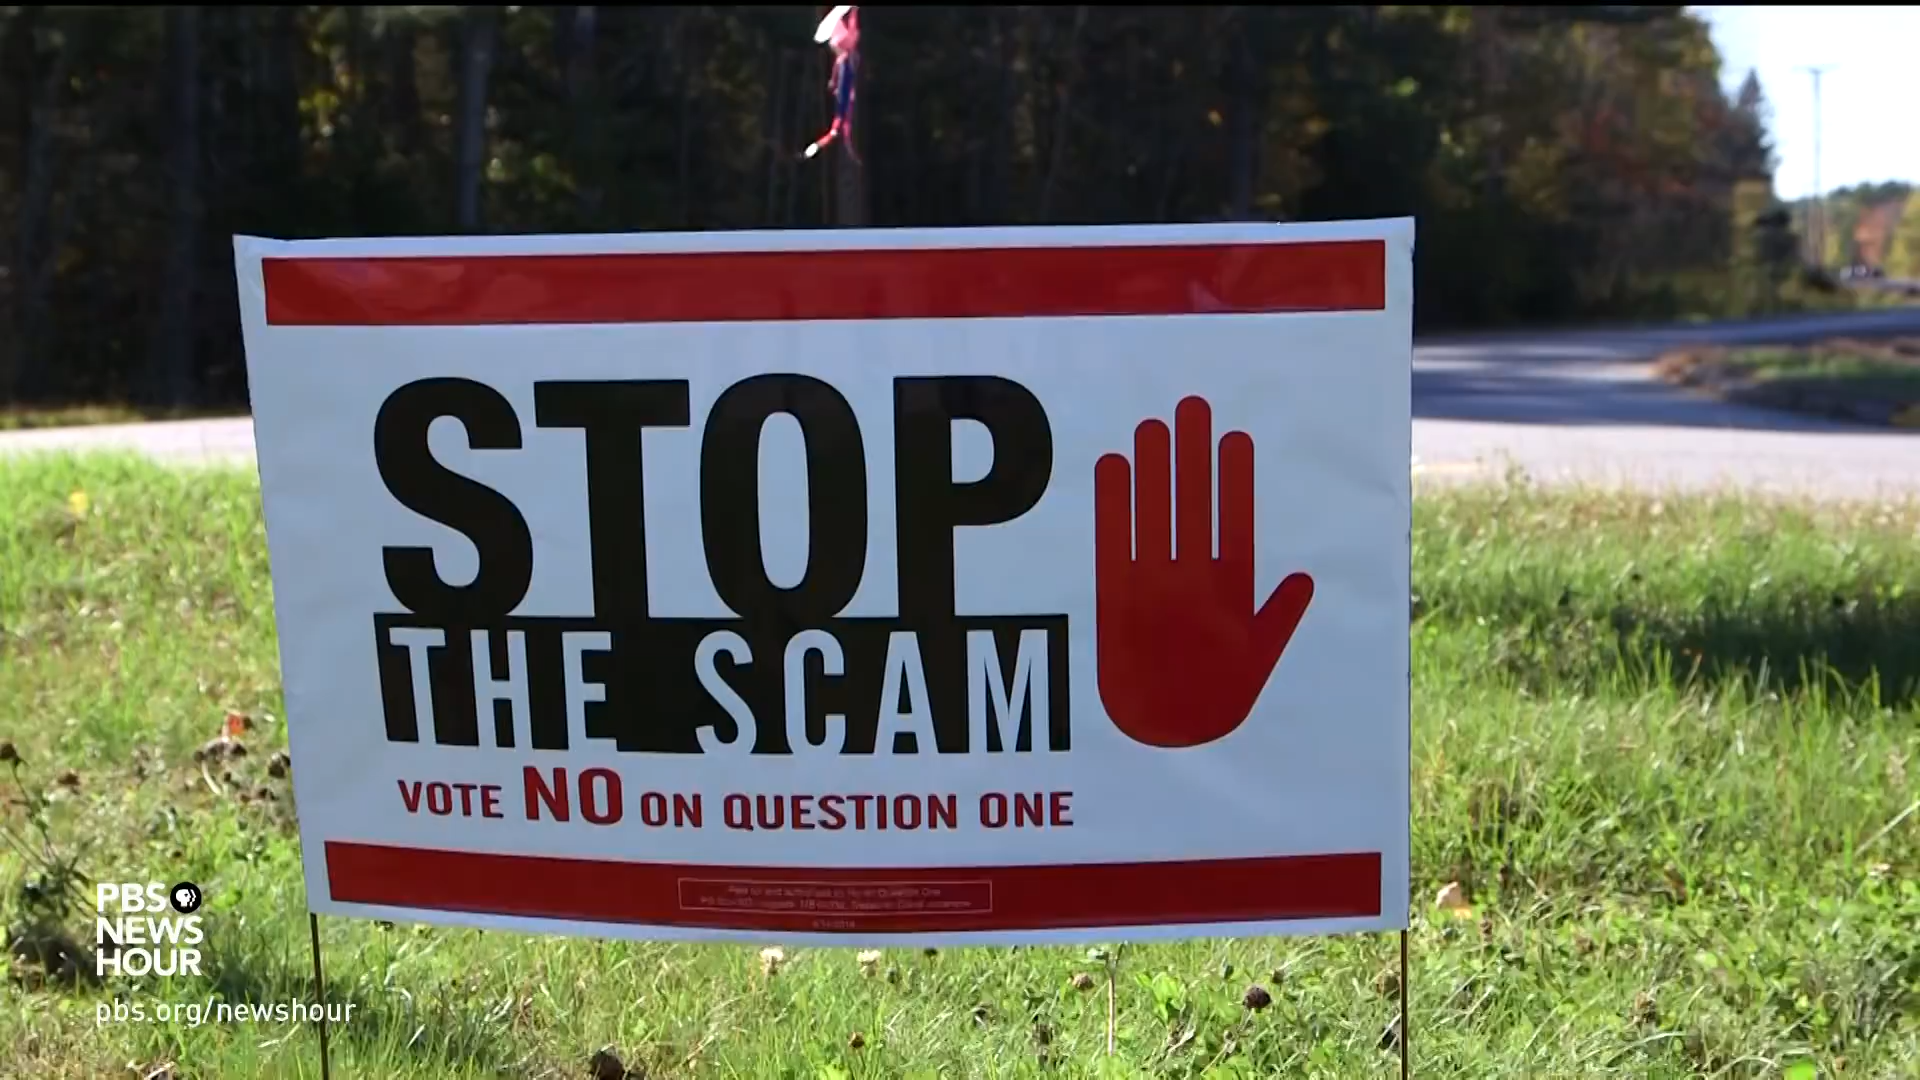 STOP
THE SCAM
VOTE NO ON QUESTION ONE
PBS
NEWS
HOUR
pbs.org/newshour